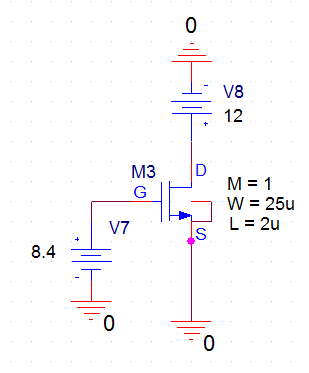 0
-
V8
12
+
M3
D
G
M = 1
W = 25u
L = 2u
V7
S
+
8.4
-
0
0